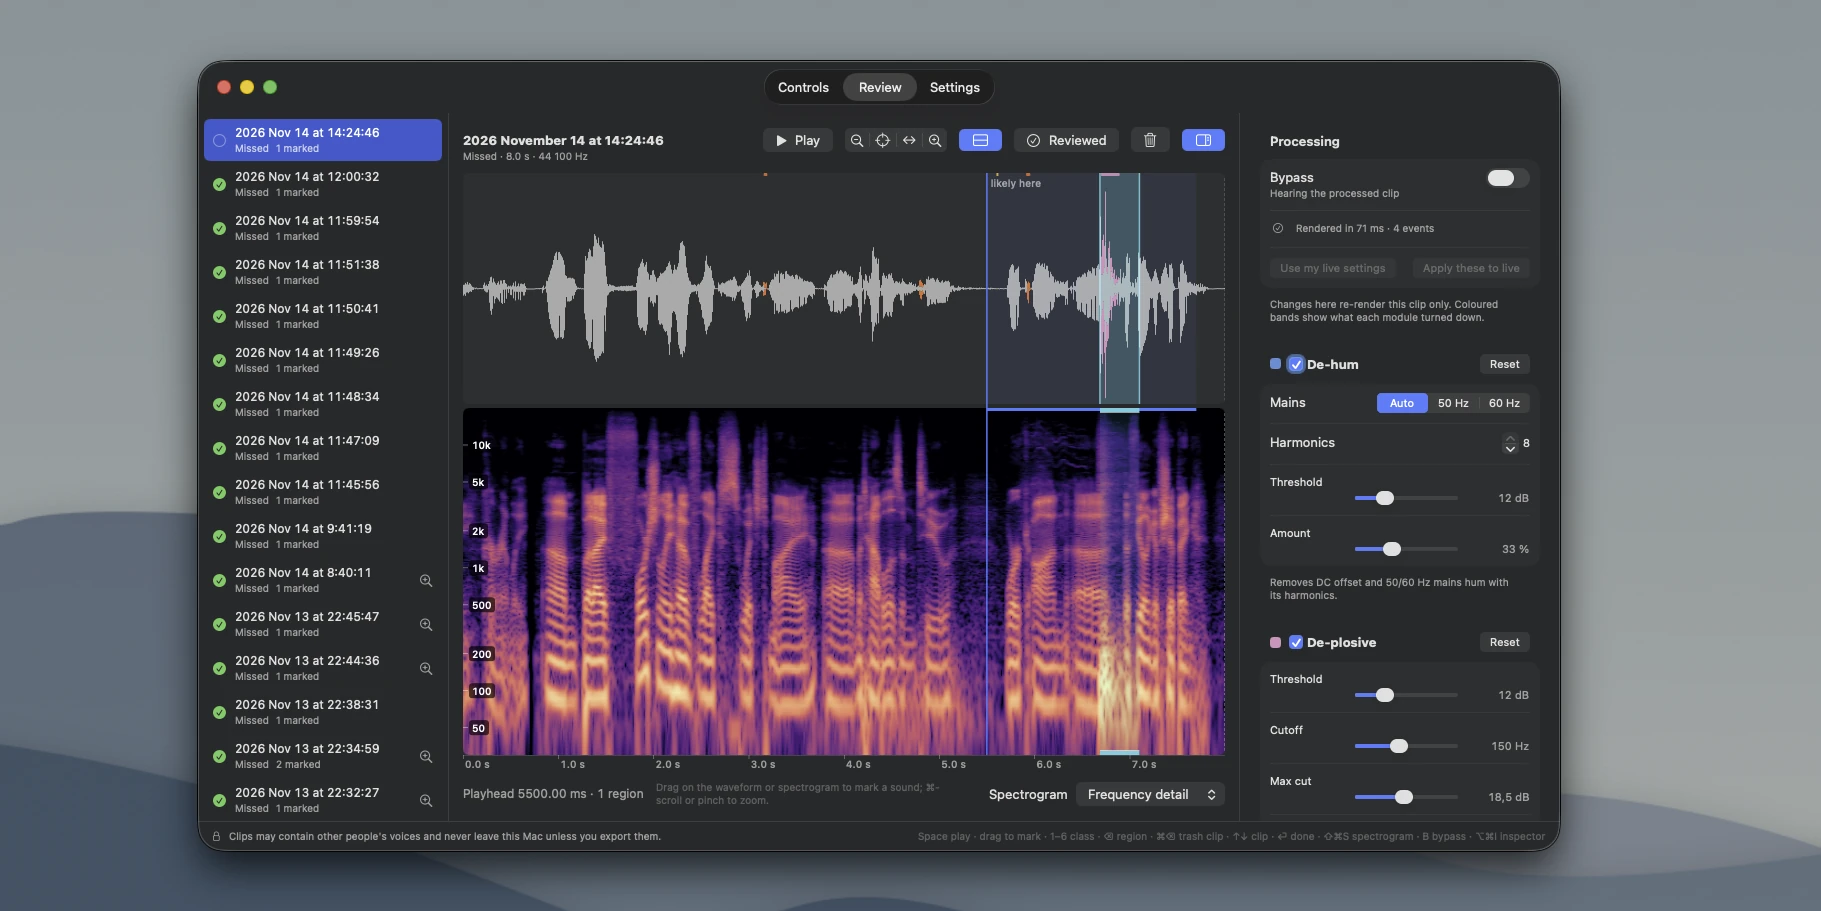 Controls
Review
Settings
2026 Nov 14 at 14:24:46
Missed 1 marked
2026 Nov 14 at 12:00:32
Missed 1 marked
2026 Nov 14 at 11:59:54
Missed 1 marked
2026 Nov 14 at 11:51:38
Missed 1 marked
2026 Nov 14 at 11:50:41
Missed 1 marked
2026 Nov 14 at 11:49:26
Missed 1 marked
2026 Nov 14 at 11:48:34
Missed 1 marked
2026 Nov 14 at 11:47:09
Missed 1 marked
2026 Nov 14 at 11:45:56
Missed 1 marked
2026 Nov 14 at 9:41:19
Missed 1 marked
2026 Nov 14 at 8:40:11
Missed 1 marked
2026 Nov 13 at 22:45:47
Missed 1 marked
2026 Nov 13 at 22:44:36
Missed 1 marked
2026 Nov 13 at 22:38:31
Missed 1 marked
2026 Nov 13 at 22:34:59
Missed 2 marked
2026 Nov 13 at 22:32:27
Missed 1 marked
2026 November 14 at 14:24:46
Missed · 8.0 s · 44 100 Hz
Play
Reviewed
likely here
10k
5k
2k
1k
500
200
100
50
0.0 s
1.0 s
2.0 s
3.0 s
4.0 s
5.0 s
6.0 s
7.0 s
Playhead 5500.00 ms · 1 region
Drag on the waveform or spectrogram to mark a sound; ⌘-
scroll or pinch to zoom.
Spectrogram
Frequency detail
Processing
Bypass
Hearing the processed clip
Rendered in 71 ms · 4 events
Use my live settings
Apply these to live
Changes here re-render this clip only. Coloured
bands show what each module turned down.
De-hum
Reset
Mains
Auto
50 Hz
60 Hz
Harmonics
8
Threshold
12 dB
Amount
33 %
Removes DC offset and 50/60 Hz mains hum with
its harmonics.
De-plosive
Reset
Threshold
12 dB
Cutoff
150 Hz
Max cut
18,5 dB
Clips may contain other people's voices and never leave this Mac unless you export them.
Space play · drag to mark · 1–6 class · ⌫ region · ⌘⌫ trash clip · ↑↓ clip · ↩ done · ⇧⌘S spectrogram · B bypass · ⌥⌘I Inspector